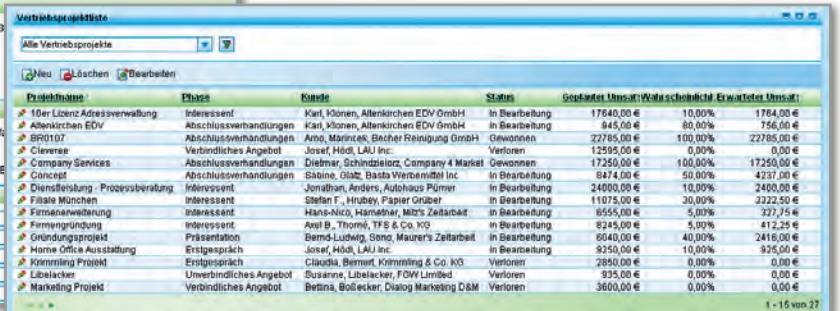 Vertriebsprojektliste
Alle Vertriebsprojekte
Neu Löschen Bearbeiten
Projektname Phase Kunde Status Geplanter Umsatz Wahrscheinlicht Erwarteter Umsatz
10er Lizenz Adressverwaltung Interessent Karl, Klonen, Altenkirchen EDV GmbH In Bearbeitung 17640,00 € 10,00% 1764,00 €
Altenkirchen EDV Abschlussverhandlungen Karl, Klonen, Altenkirchen EDV GmbH In Bearbeitung 945,00 € 80,00% 756,00 €
BR0107 Abschlussverhandlungen Arno, Marincek, Becher Reinigung GmbH Gewonnen 22785,00 € 100,00% 22785,00 €
Cleverse Verbindliches Angebot Josef, Hödl, LAU Inc. Verloren 12595,00 € 0,00% 0,00 €
Company Services Abschlussverhandlungen Dietmar, Schindzielorz, Company 4 Market Gewonnen 17250,00 € 100,00% 17250,00 €
Concept Abschlussverhandlungen Sabine, Glatz, Basta Werbemittel Inc In Bearbeitung 8474,00 € 50,00% 4237,00 €
Dienstleistung - Prozessberatung Interessent Jonathan, Anders, Autohaus Pürner In Bearbeitung 24000,00 € 10,00% 2400,00 €
Filiale München Interessent Stefan F., Hrubey, Papier Grüber In Bearbeitung 11075,00 € 30,00% 3322,50 €
Firmenerweiterung Interessent Hans-Nico, Hametner, Mitz's Zeitarbeit In Bearbeitung 6555,00 € 5,00% 327,75 €
Firmengründung Interessent Axel B., Thomé, TFS & Co. KG In Bearbeitung 8245,00 € 5,00% 412,25 €
Gründungsprojekt Präsentation Bernd-Ludwig, Sono, Maurer's Zeitarbeit In Bearbeitung 6040,00 € 40,00% 2416,00 €
Home Office Ausstattung Erstgespräch Josef, Hödl, LAU Inc. In Bearbeitung 9250,00 € 10,00% 925,00 €
Krimmling Projekt Erstgespräch Claudia, Bernert, Krimmling & Co. KG Verloren 2850,00 € 0,00% 0,00 €
Libelacker Unverbindliches Angebot Susanne, Libelacker, FGW Limited. Verloren 935,00 € 0,00% 0,00 €
Marketing Projekt Verbindliches Angebot Bettina, Boßecker, Dialog Marketing D&M Verloren 3600,00 € 0,00% 0,00 €
1 - 15 von 27